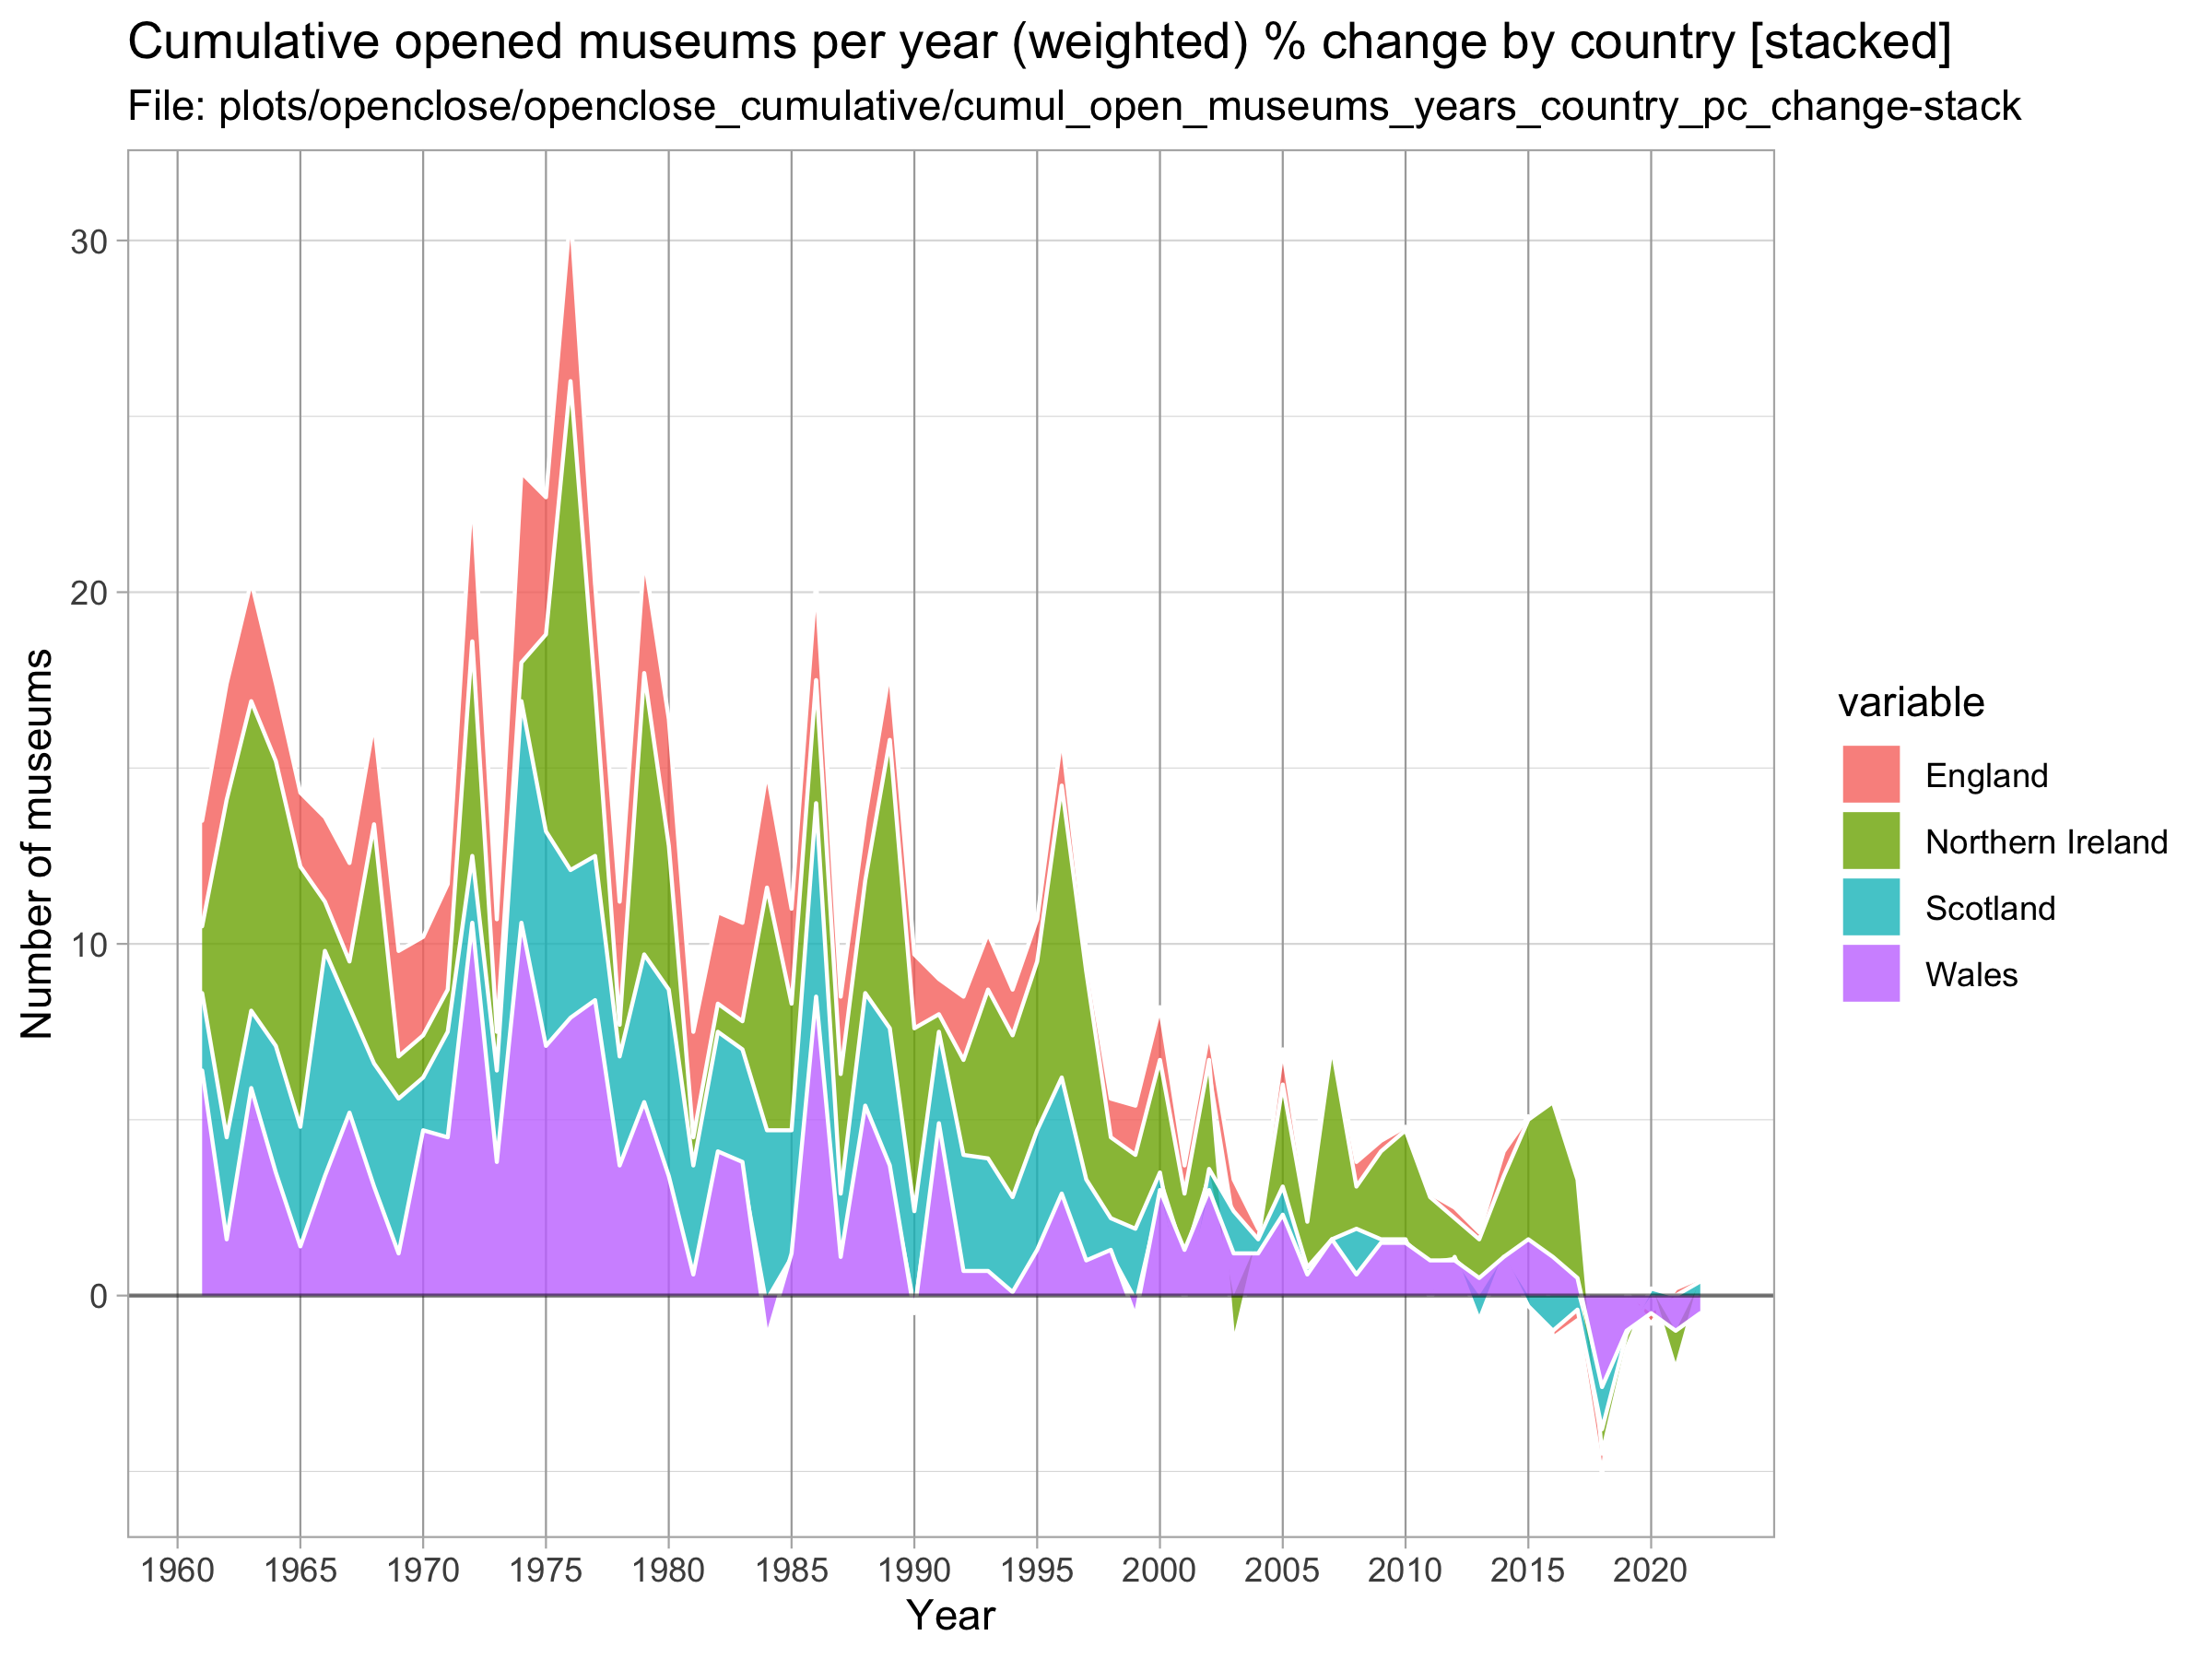 Cumulative opened museums per year (weighted) % change by country [stacked]
File: plots/openclose/openclose_cumulative/cumul_open_museums_years_country_pc_change-stack
30
20
10
0
Number of museums
1960 1965 1970 1975 1980 1985 1990 1995 2000 2005 2010 2015 2020
Year
variable
England
Northern Ireland
Scotland
Wales